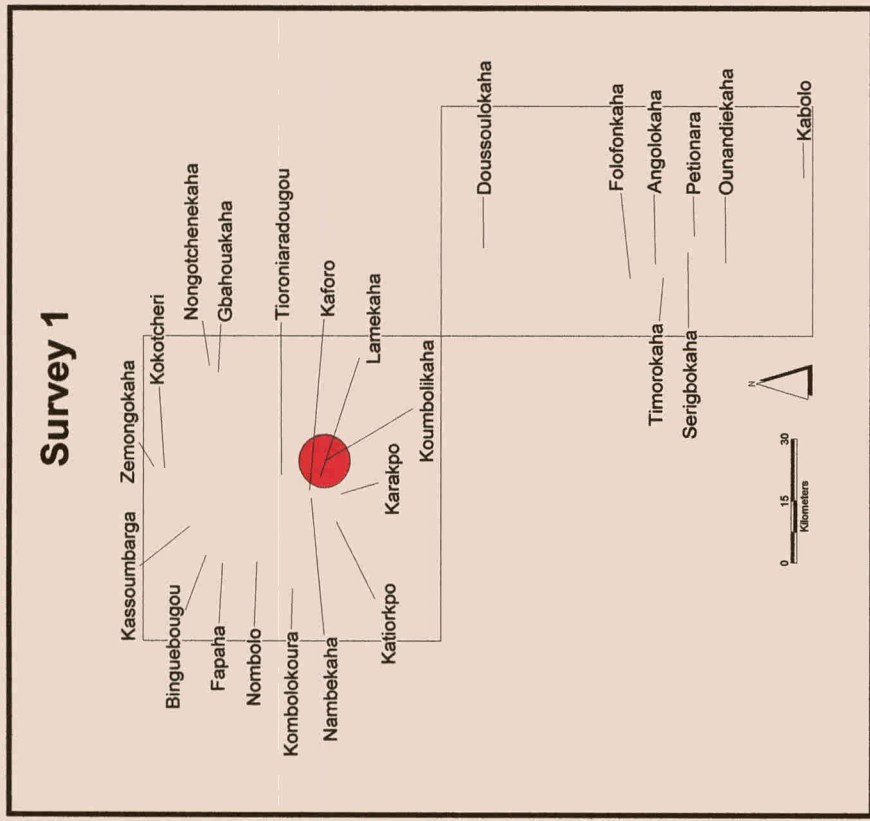 Survey 1
Kassoumbarga
Zemongokaha
Kokotcheri
Nongotchenekaha
Gbahouakaha
Binguebougou
Fapaha
Nombolo
Tioroniaradougou
Kombolokoura
Kaforo
Nambekaha
Lamekaha
Koumbolikaha
Karakpo
Katiorkpo
Doussoulokaha
Folofonkaha
Angolokaha
Timorokaha
Petionara
Serigbokaha
Ounandiekaha
Kabolo
N
0 15 30
Kilometers